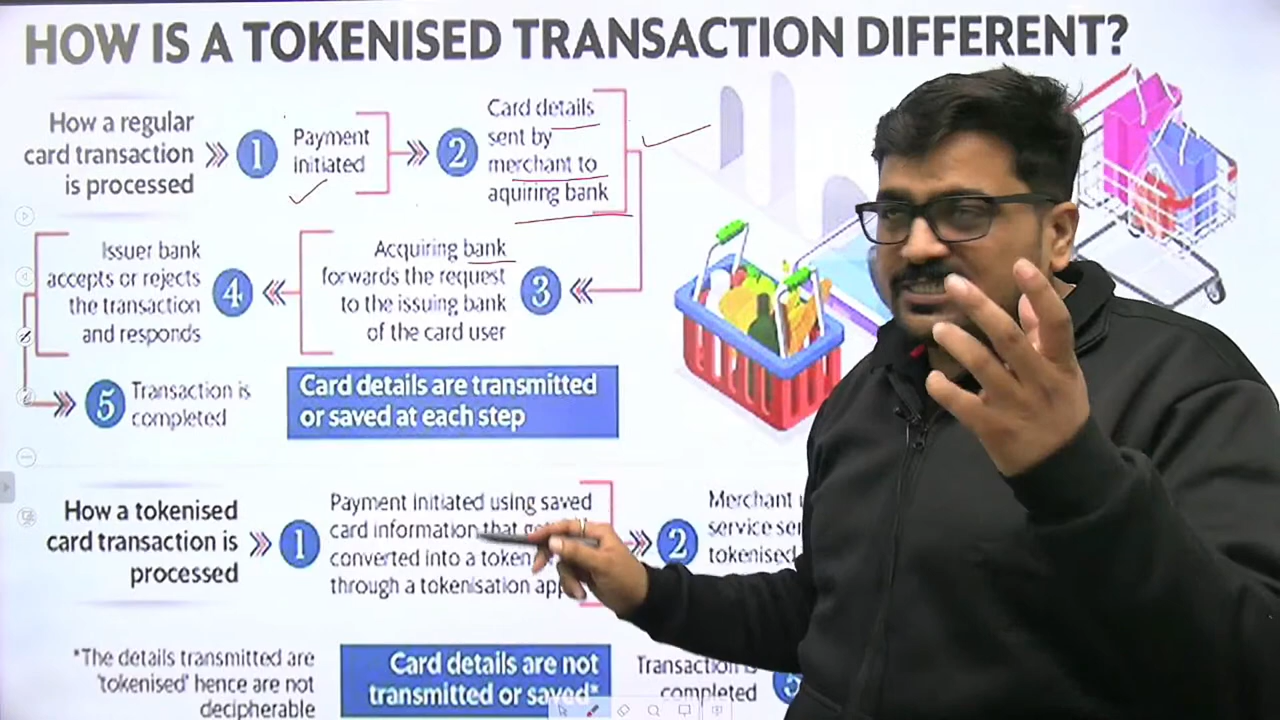 HOW IS A TOKENISED TRANSACTION DIFFERENT?
How a regular
card transaction
is processed
1
Payment
initiated
2
Card details
sent by
merchant to
aquiring bank
3
Acquiring bank
forwards the request
to the issuing bank
of the card user
4
Issuer bank
accepts or rejects
the transaction
and responds
5
Transaction is
completed
Card details are transmitted
or saved at each step
How a tokenised
card transaction is
processed
1
Payment initiated using saved
card information that
converted into a
through a tokenisation
2
Merchant
service
tokenised
*The details transmitted are
'tokenised' hence are not
decipherable
Card details are not
transmitted or saved*
Transaction is
completed
5